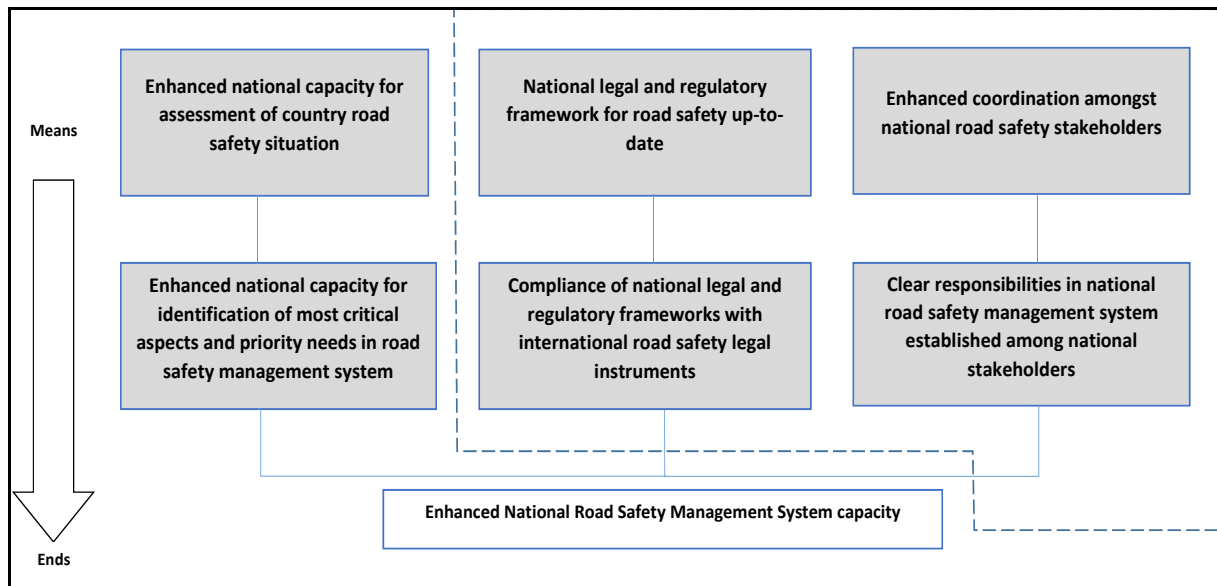 Means
Enhanced national capacity for
assessment of country road
safety situation
National legal and regulatory
framework for road safety up-to-
date
Enhanced coordination amongst
national road safety stakeholders
Enhanced national capacity for
identification of most critical
aspects and priority needs in road
safety management system
Compliance of national legal and
regulatory frameworks with
international road safety legal
instruments
Clear responsibilities in national
road safety management system
established among national
stakeholders
Enhanced National Road Safety Management System capacity
Ends